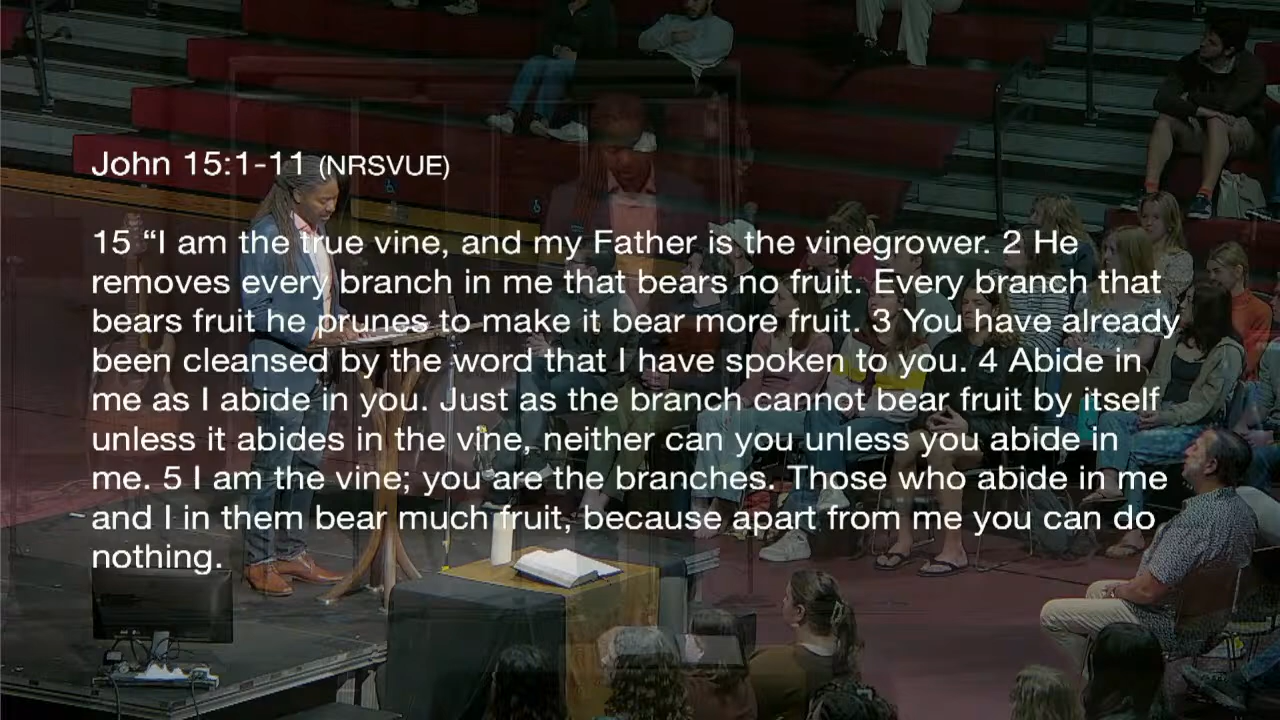 John 15:1-11 (NRSVUE)
15 “I am the true vine, and my Father is the vinegrower. 2 He
removes every branch in me that bears no fruit. Every branch that
bears fruit he prunes to make it bear more fruit. 3 You have already
been cleansed by the word that I have spoken to you. 4 Abide in
me as I abide in you. Just as the branch cannot bear fruit by itself
unless it abides in the vine, neither can you unless you abide in
me. 5 I am the vine; you are the branches. Those who abide in me
and I in them bear much fruit, because apart from me you can do
nothing.